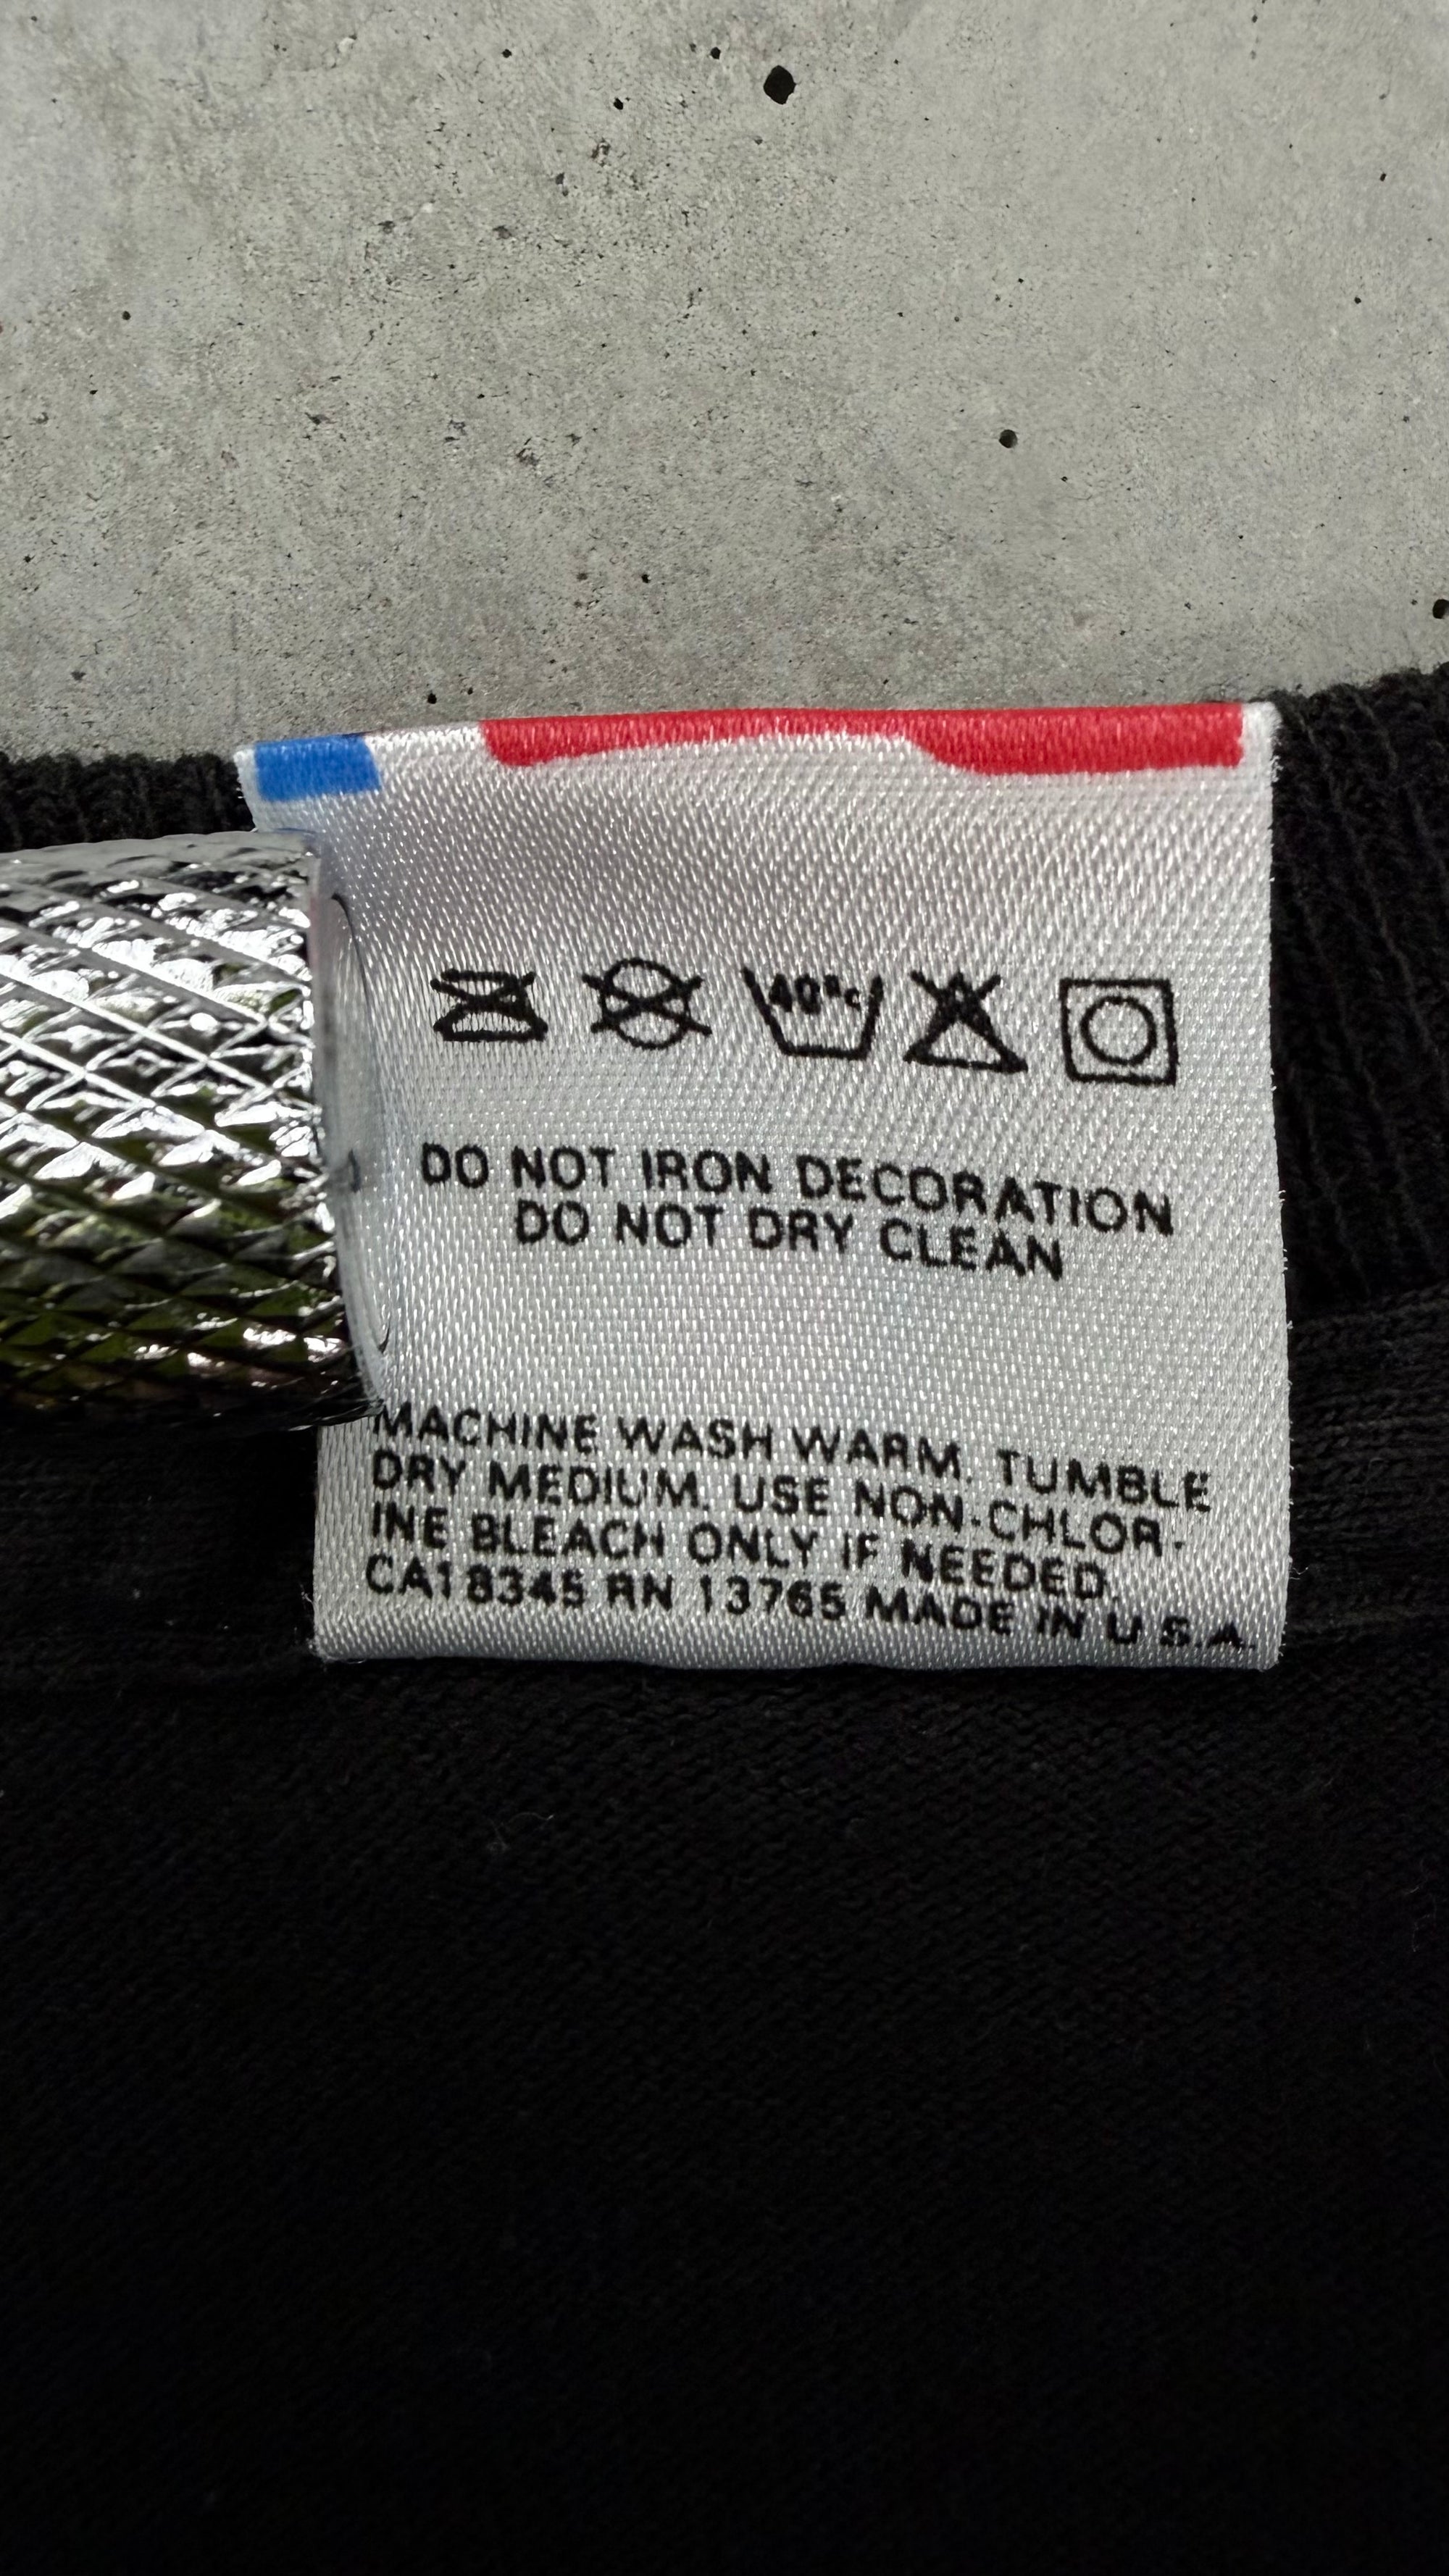 40°C
DO NOT IRON DECORATION
DO NOT DRY CLEAN
MACHINE WASH WARM. TUMBLE
DRY MEDIUM. USE NON-CHLOR-
INE BLEACH ONLY IF NEEDED.
CA18345 RN 13765 MADE IN U.S.A.